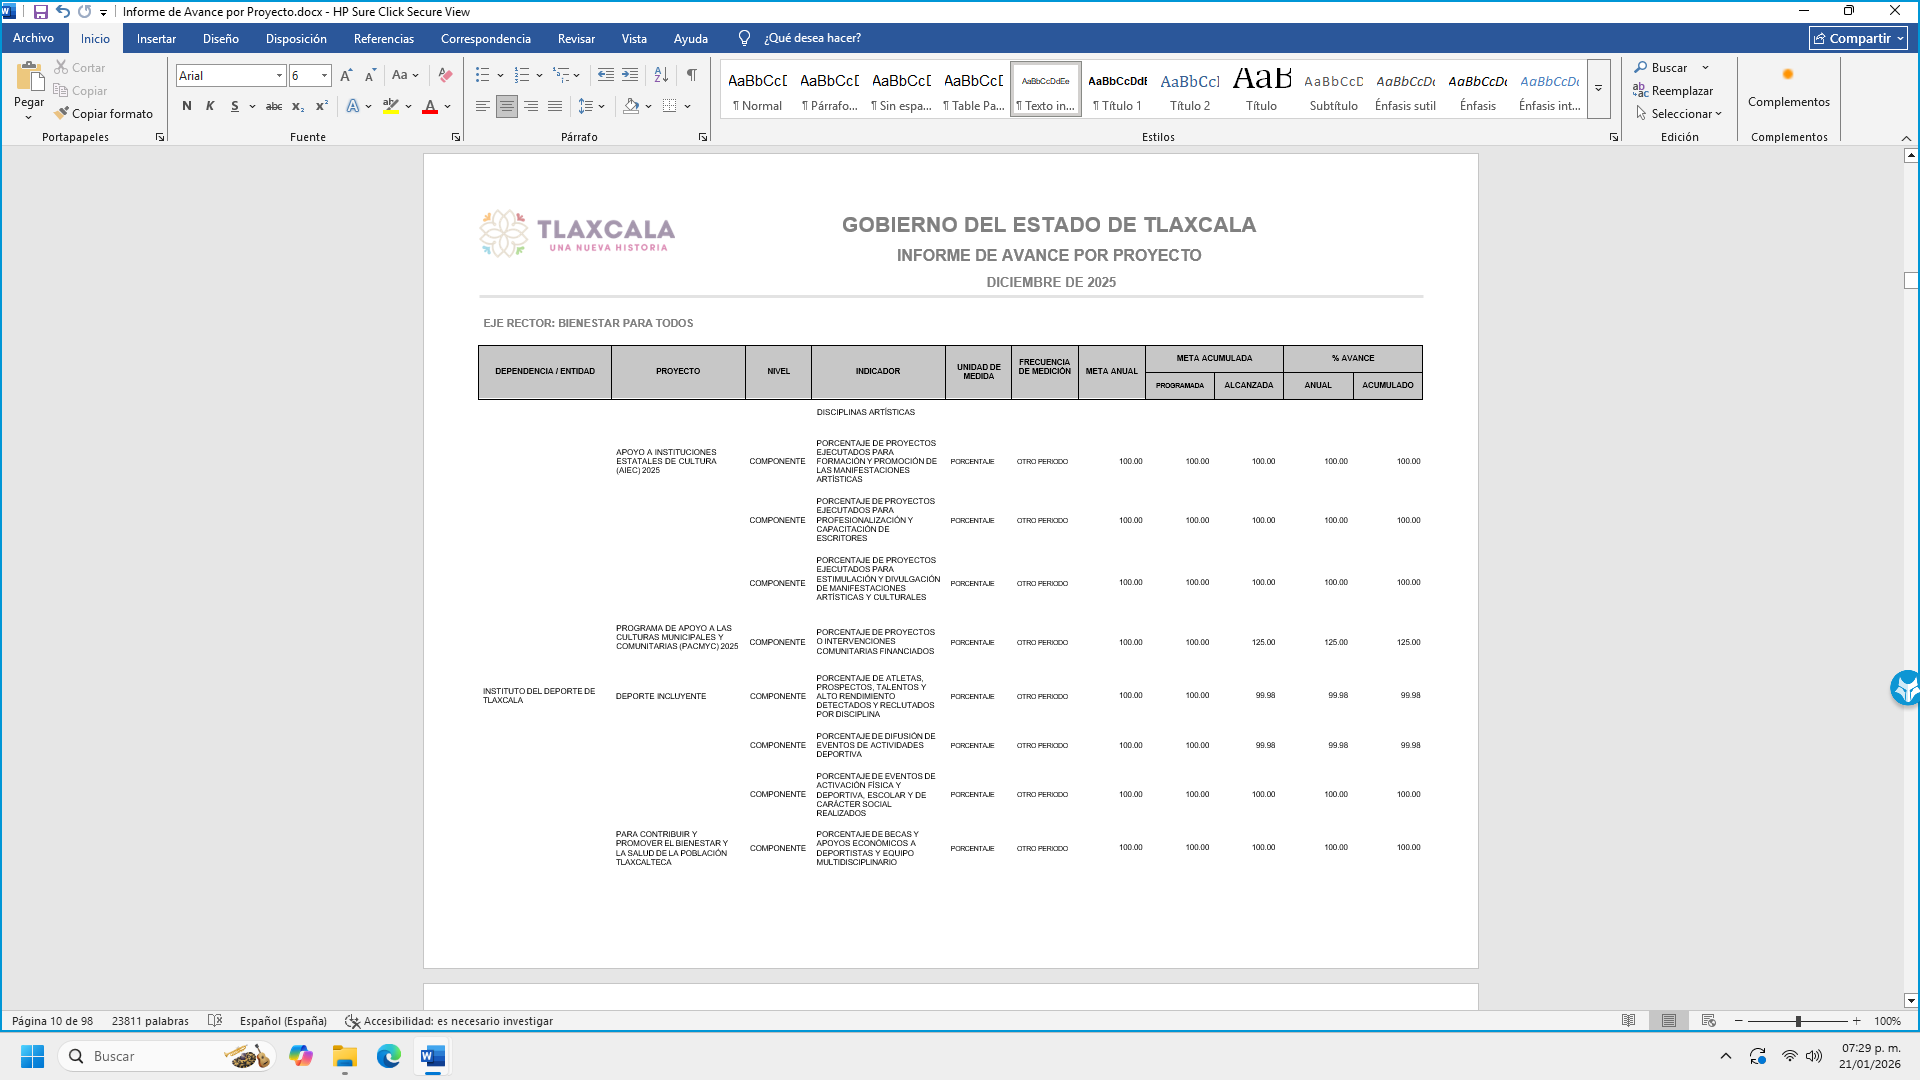 Informe de Avance por Proyecto.docx - HP Sure Click Secure View
Archivo
Inicio
Insertar
Diseño
Disposición
Referencias
Correspondencia
Revisar
Vista
Ayuda
¿Qué desea hacer?
Compartir
Pegar
Cortar
Copiar
Copiar formato
Portapapeles
Arial
6
Fuente
Párrafo
AaBbCcD
¶ Normal
¶ Párrafo...
¶ Sin espa...
¶ Table Pa...
AaBbCcDdEe
¶ Texto in...
¶ Título 1
Título 2
Título
Subtítulo
Énfasis sutil
Énfasis
Énfasis int...
Estilos
Buscar
Reemplazar
Seleccionar
Edición
Complementos
Complementos
TLAXCALA
UNA NUEVA HISTORIA
GOBIERNO DEL ESTADO DE TLAXCALA
INFORME DE AVANCE POR PROYECTO
DICIEMBRE DE 2025
EJE RECTOR: BIENESTAR PARA TODOS
DEPENDENCIA / ENTIDAD
PROYECTO
NIVEL
INDICADOR
UNIDAD DE
MEDIDA
FRECUENCIA
DE MEDICIÓN
META ANUAL
META ACUMULADA
PROGRAMADA
ALCANZADA
% AVANCE
ANUAL
ACUMULADO
DISCIPLINAS ARTÍSTICAS
APOYO A INSTITUCIONES
ESTATALES DE CULTURA
(AIEC) 2025
COMPONENTE
PORCENTAJE DE PROYECTOS
EJECUTADOS PARA
FORMACIÓN Y PROMOCIÓN DE
LAS MANIFESTACIONES
ARTÍSTICAS
PORCENTAJE
OTRO PERIODO
100.00
100.00
100.00
100.00
100.00
COMPONENTE
PORCENTAJE DE PROYECTOS
EJECUTADOS PARA
PROFESIONALIZACIÓN Y
CAPACITACIÓN DE
ESCRITORES
PORCENTAJE
OTRO PERIODO
100.00
100.00
100.00
100.00
100.00
COMPONENTE
PORCENTAJE DE PROYECTOS
EJECUTADOS PARA
ESTIMULACIÓN Y DIVULGACIÓN
DE MANIFESTACIONES
ARTÍSTICAS Y CULTURALES
PORCENTAJE
OTRO PERIODO
100.00
100.00
100.00
100.00
100.00
PROGRAMA DE APOYO A LAS
CULTURAS MUNICIPALES Y
COMUNITARIAS (PACMYC) 2025
COMPONENTE
PORCENTAJE DE PROYECTOS
O INTERVENCIONES
COMUNITARIAS FINANCIADOS
PORCENTAJE
OTRO PERIODO
100.00
100.00
125.00
125.00
125.00
INSTITUTO DEL DEPORTE DE
TLAXCALA
DEPORTE INCLUYENTE
COMPONENTE
PORCENTAJE DE ATLETAS,
PROSPECTOS, TALENTOS Y
ALTO RENDIMIENTO
DETECTADOS Y RECLUTADOS
POR DISCIPLINA
PORCENTAJE
OTRO PERIODO
100.00
100.00
99.98
99.98
99.98
COMPONENTE
PORCENTAJE DE DIFUSIÓN DE
EVENTOS DE ACTIVIDADES
DEPORTIVA
PORCENTAJE
OTRO PERIODO
100.00
100.00
99.98
99.98
99.98
COMPONENTE
PORCENTAJE DE EVENTOS DE
ACTIVACIÓN FÍSICA Y
DEPORTIVA, ESCOLAR Y DE
CARÁCTER SOCIAL
REALIZADOS
PORCENTAJE
OTRO PERIODO
100.00
100.00
100.00
100.00
100.00
PARA CONTRIBUIR Y
PROMOVER EL BIENESTAR Y
LA SALUD DE LA POBLACIÓN
TLAXCALTECA
COMPONENTE
PORCENTAJE DE BECAS Y
APOYOS ECONÓMICOS A
DEPORTISTAS Y EQUIPO
MULTIDISCIPLINARIO
PORCENTAJE
OTRO PERIODO
100.00
100.00
100.00
100.00
100.00
Página 10 de 98
23811 palabras
Español (España)
Accesibilidad: es necesario investigar
100%
Buscar
07:29 p. m.
21/01/2026